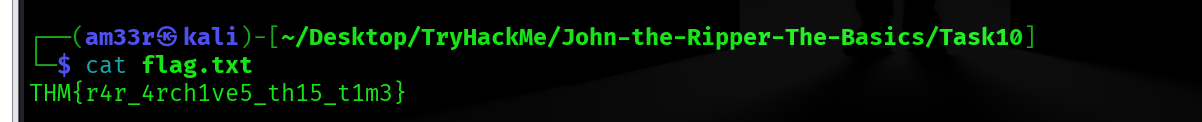 ┌──(am33r㉿kali)-[~/Desktop/TryHackMe/John-the-Ripper-The-Basics/Task10]
└─$ cat flag.txt
THM{r4r_4rch1ve5_th15_t1m3}